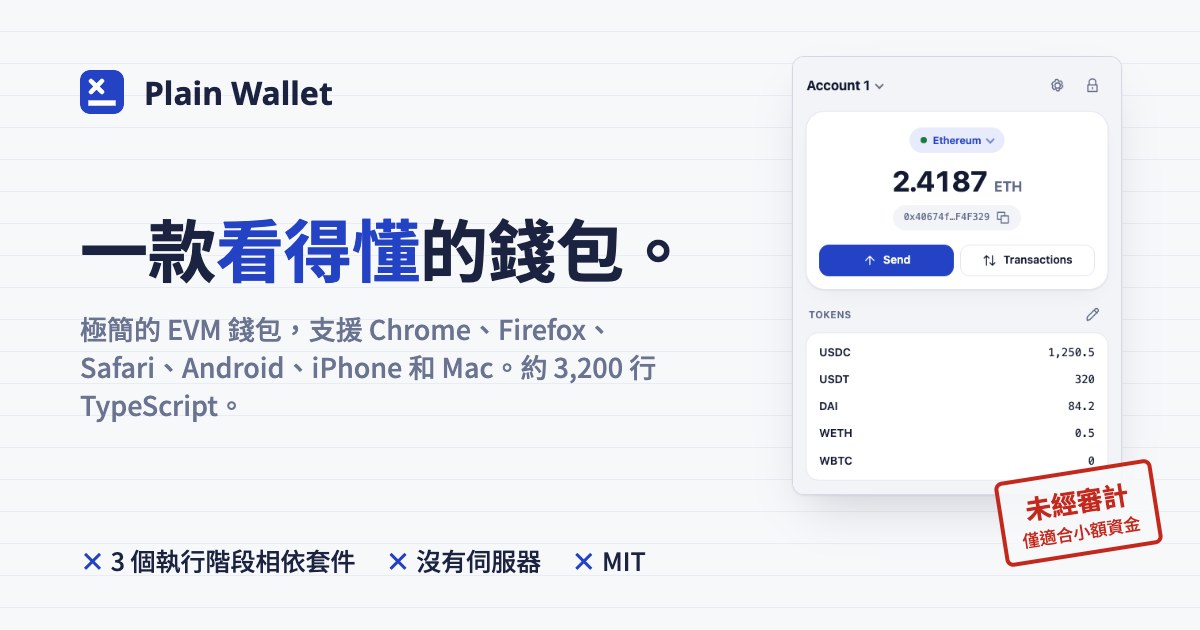 Plain Wallet
一款看得懂的錢包。
極簡的 EVM 錢包，支援 Chrome、Firefox、
Safari、Android、iPhone 和 Mac。約 3,200 行
TypeScript。
3 個執行階段相依套件
沒有伺服器
MIT
Account 1
Ethereum
2.4187 ETH
0x40674f…F4F329
Send
Transactions
TOKENS
USDC 1,250.5
USDT 320
DAI 84.2
WETH 0.5
WBTC 0
未經審計
僅適合小額資金